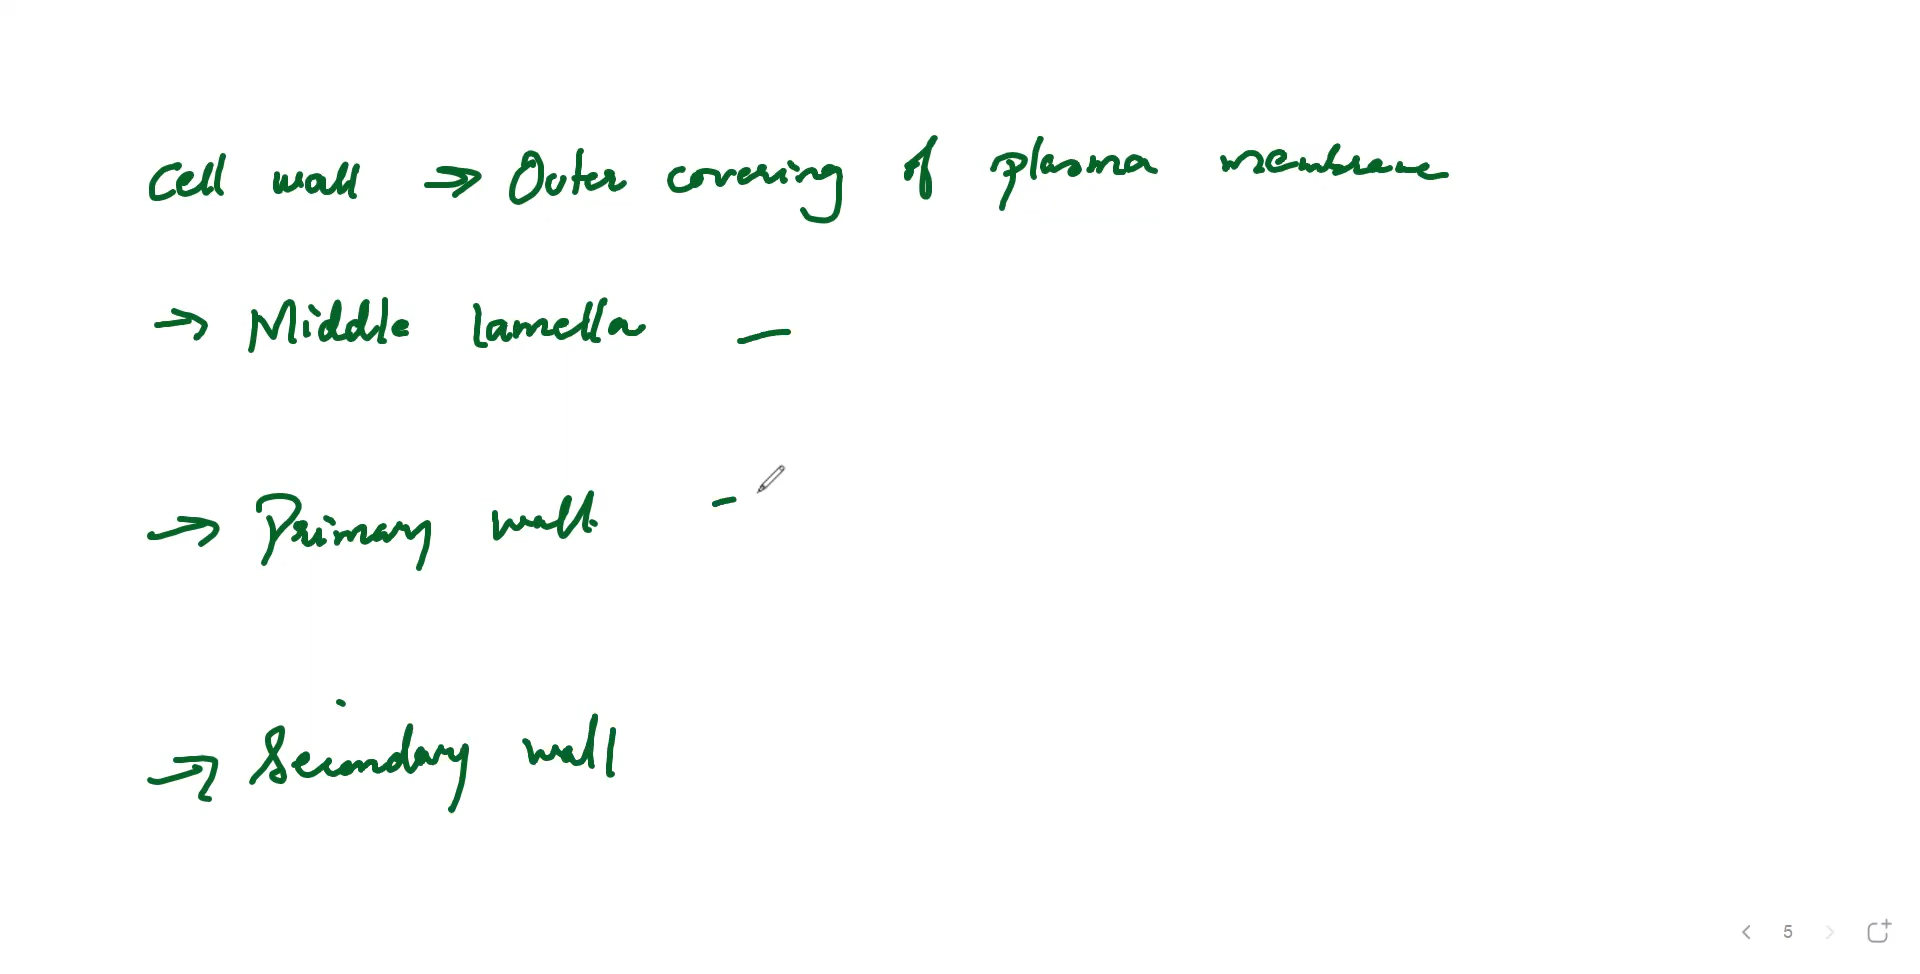 Cell wall → Outer covering of plasma membrane
→ Middle lamella —
→ Primary wall -
→ Secondary wall
5